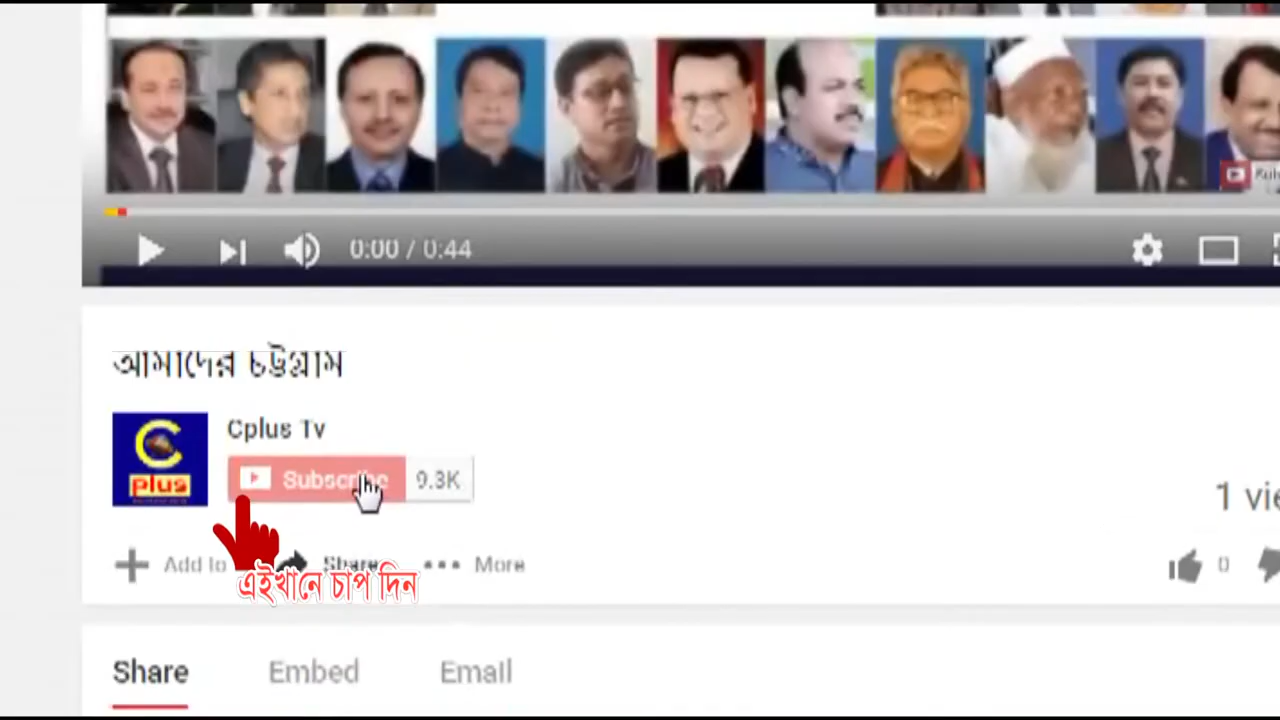 0:00 / 0:44
আমাদের চট্টগ্রাম
C
plus
Cplus Tv
Subscribe 9.3K
1 vie
Add to Share More
0
এইখানে চাপ দিন
Share Embed Email